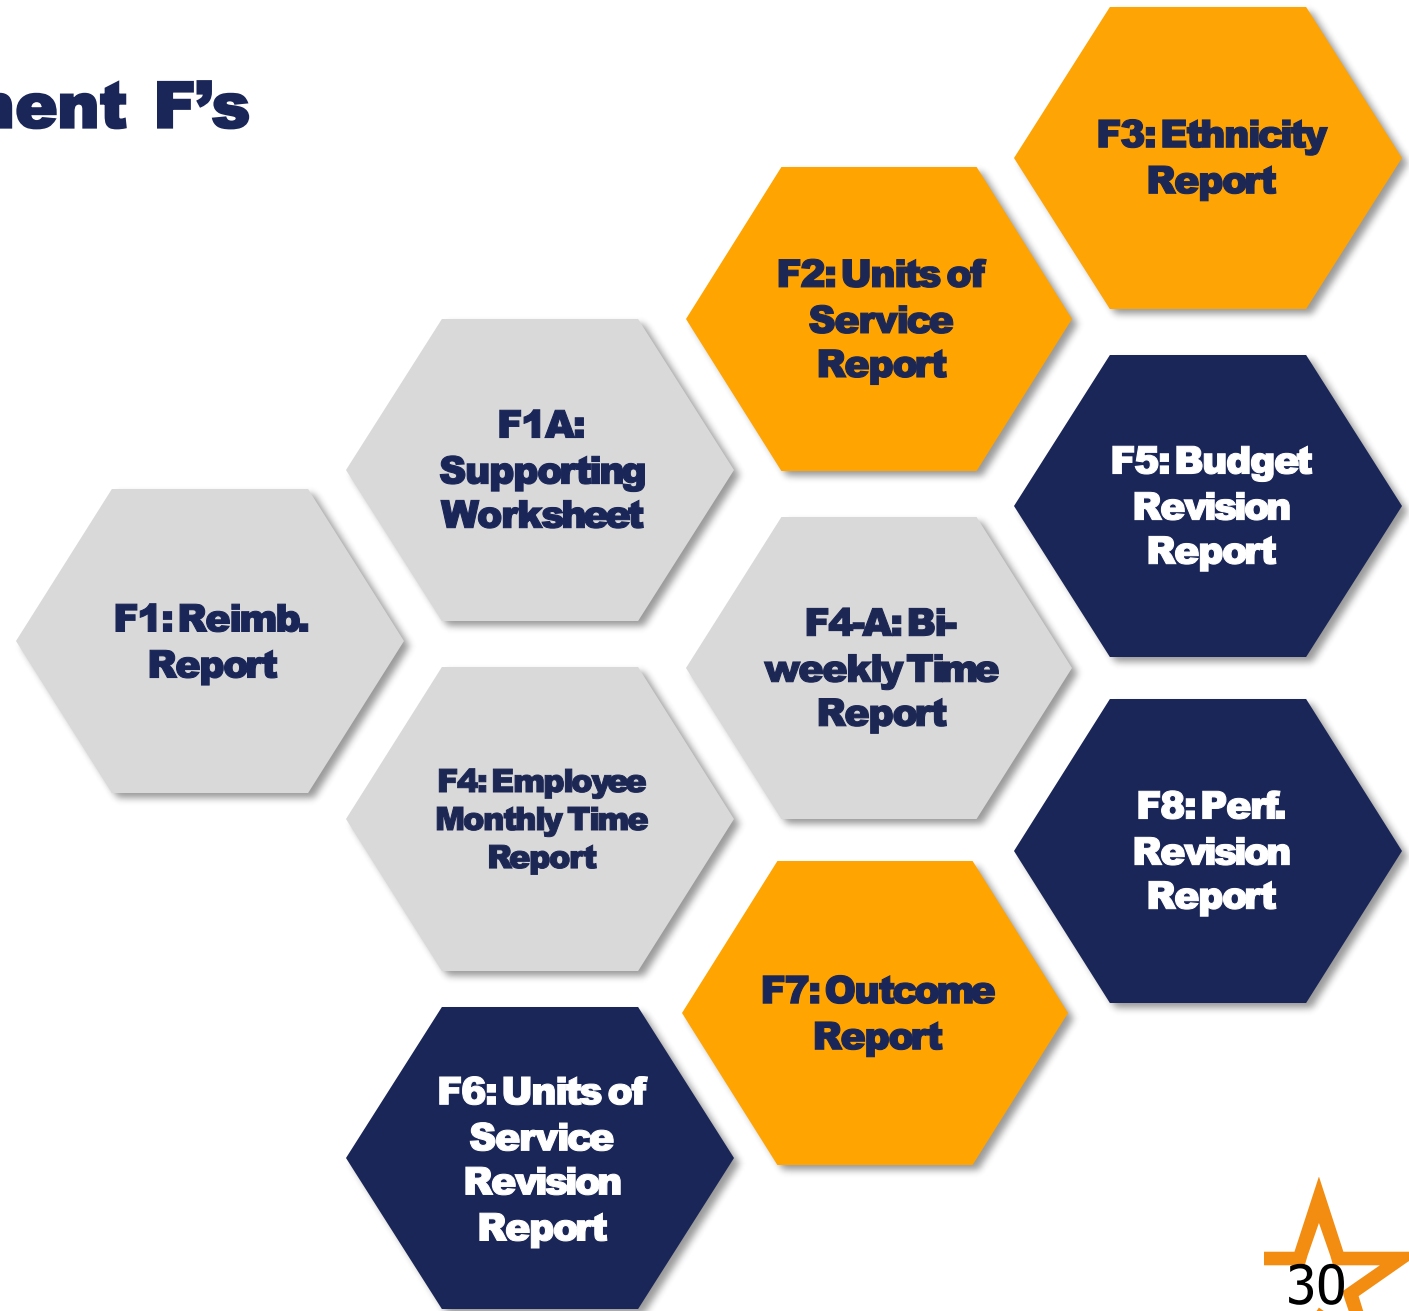 F's
F3: Ethnicity
Report
F2: Units of
Service
Report
F1A:
Supporting
Worksheet
F5: Budget
Revision
Report
F1: Reimb.
Report
F4-A: Bi-
weekly Time
Report
F4: Employee
Monthly Time
Report
F8: Perf.
Revision
Report
F7: Outcome
Report
F6: Units of
Service
Revision
Report
30